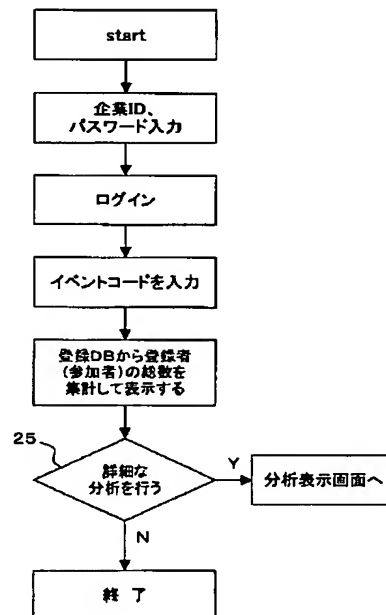 start
企業ID、
パスワード入力
ログイン
イベントコードを入力
登録DBから登録者
(参加者)の総数を
集計して表示する
25
詳細な
分析を行う
Y
分析表示画面へ
N
終 了